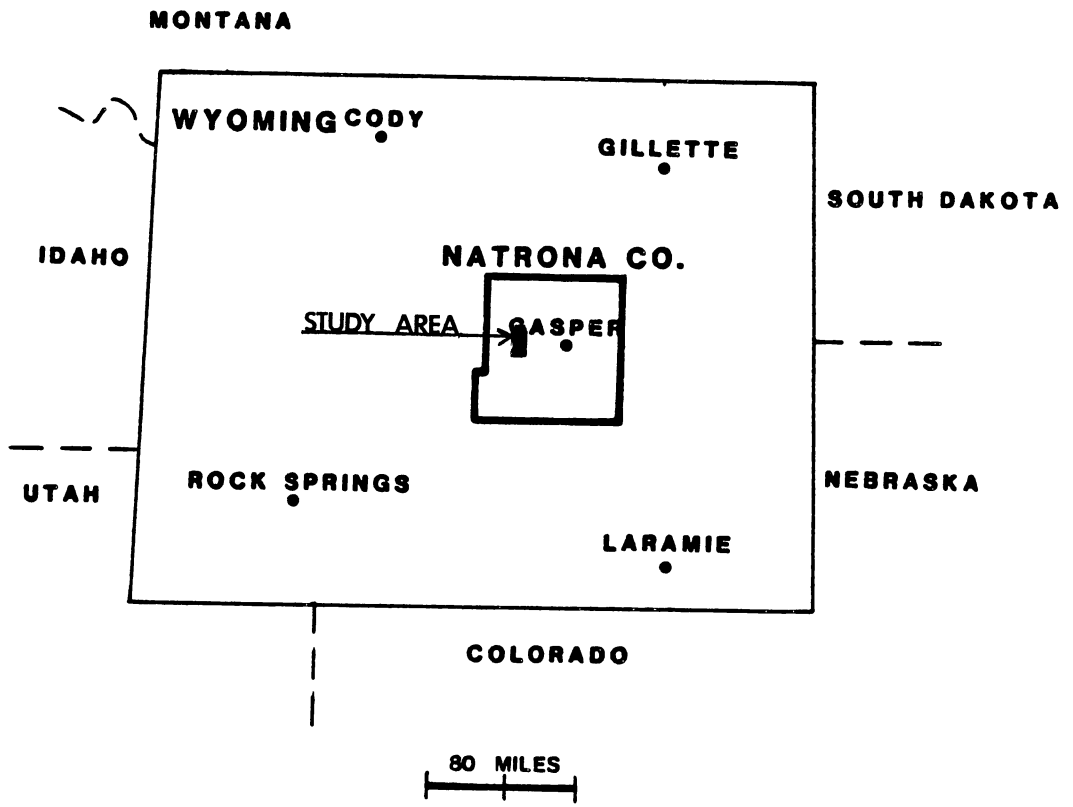 MONTANA
WYOMING CODY
GILLETTE
SOUTH DAKOTA
IDAHO
NATRONA CO.
STUDY AREA
CASPER
UTAH
ROCK SPRINGS
NEBRASKA
LARAMIE
COLORADO
80 MILES